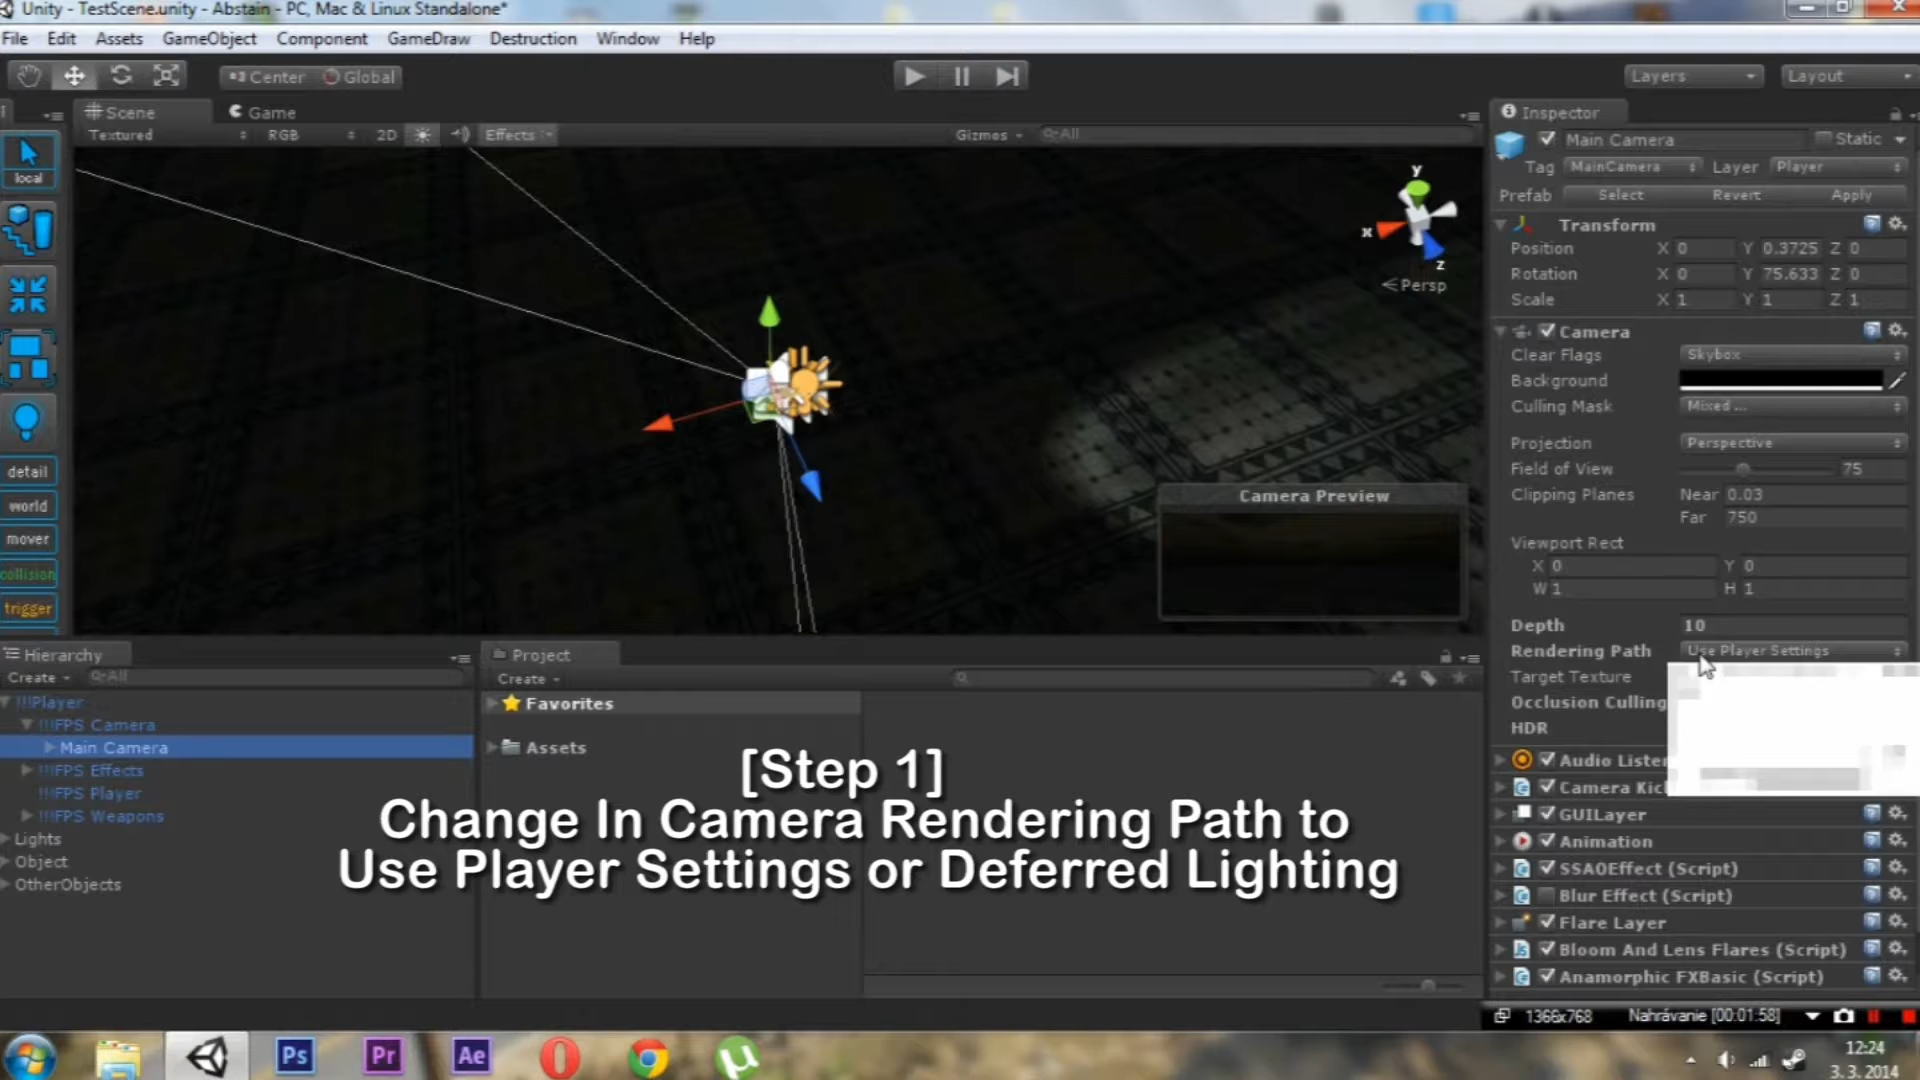 Unity - TestScene.unity - Abstain - PC, Mac & Linux Standalone*
File Edit Assets GameObject Component GameDraw Destruction Window Help
Center Global
Layers Layout
Scene Game
Textured RGB 2D Effects Gizmos All
local
detail
world
mover
collision
trigger
y
x
z
Persp
Camera Preview
Inspector
Main Camera Static
Tag MainCamera Layer Player
Prefab Select Revert Apply
Transform
Position X 0 Y 0.3725 Z 0
Rotation X 0 Y 75.633 Z 0
Scale X 1 Y 1 Z 1
Camera
Clear Flags Skybox
Background
Culling Mask Mixed ...
Projection Perspective
Field of View 75
Clipping Planes Near 0.03
Far 750
Viewport Rect
X 0 Y 0
W 1 H 1
Depth 10
Rendering Path Use Player Settings
Target Texture
Occlusion Culling
HDR
Audio Listen
Camera Kic
GUILayer
Animation
SSAOEffect (Script)
Blur Effect (Script)
Flare Layer
Bloom And Lens Flares (Script)
Anamorphic FXBasic (Script)
Hierarchy
Create All
!!!Player
!!!FPS Camera
Main Camera
!!!FPS Effects
!!!FPS Player
!!!FPS Weapons
Lights
Object
OtherObjects
Project
Create
Favorites
Assets
[Step 1]
Change In Camera Rendering Path to
Use Player Settings or Deferred Lighting
1366x768 Nahrávanie [00:01:58]
Ps Pr Ae
12:24
3. 3. 2014